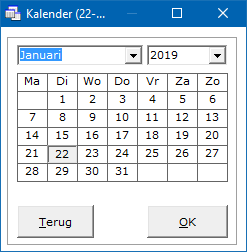 Kalender (22-...
Januari 2019
Ma Di Wo Do Vr Za Zo
1 2 3 4 5 6
7 8 9 10 11 12 13
14 15 16 17 18 19 20
21 22 23 24 25 26 27
28 29 30 31
Terug OK